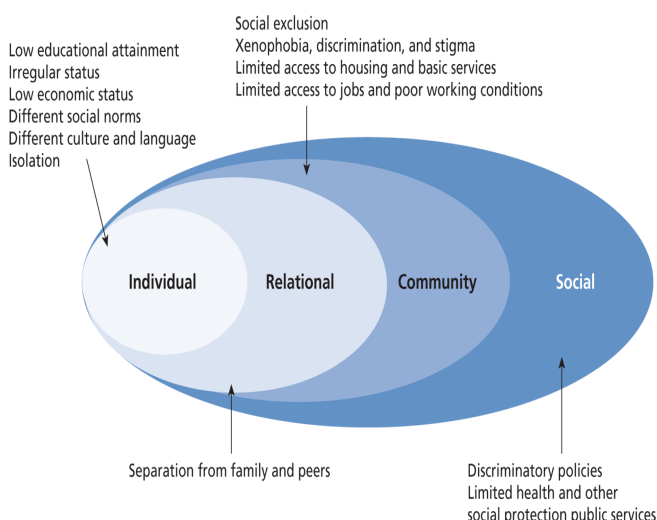 Social exclusion
Xenophobia, discrimination, and stigma
Limited access to housing and basic services
Limited access to jobs and poor working conditions
Low educational attainment
Irregular status
Low economic status
Different social norms
Different culture and language
Isolation
Individual
Relational
Community
Social
Separation from family and peers
Discriminatory policies
Limited health and other
social protection public services